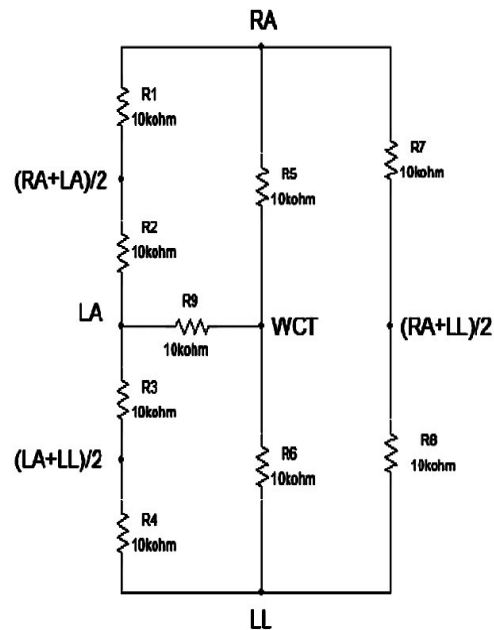 RA
R1
10kohm
R7
10kohm
(RA+LA)/2
R5
10kohm
R2
10kohm
R9
LA
WCT
(RA+LL)/2
10kohm
R3
10kohm
(LA+LL)/2
R6
10kohm
R8
10kohm
R4
10kohm
LL